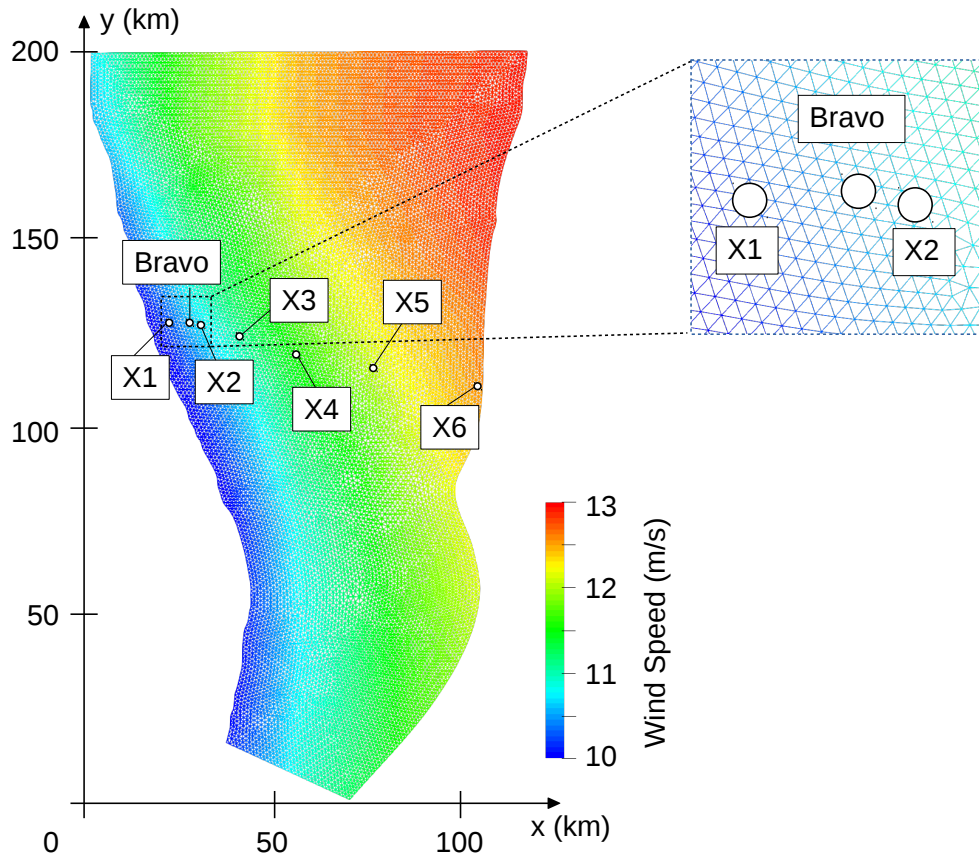 y (km)
200
150
100
50
0
50
100
x (km)
Bravo
X1
X2
X3
X4
X5
X6
Bravo
X1
X2
13
12
11
10
Wind Speed (m/s)